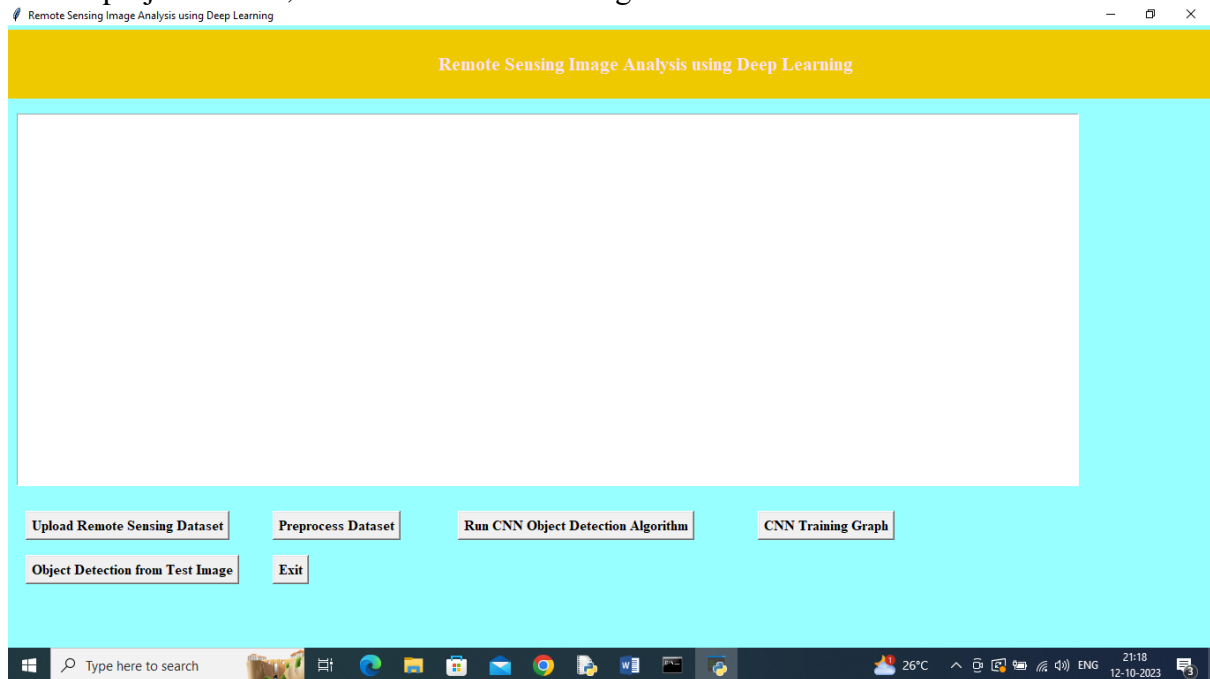 Remote Sensing Image Analysis using Deep Learning
Remote Sensing Image Analysis using Deep Learning
Upload Remote Sensing Dataset Preprocess Dataset Run CNN Object Detection Algorithm CNN Training Graph
Object Detection from Test Image Exit
Type here to search 26°C ENG 21:18
12-10-2023 3